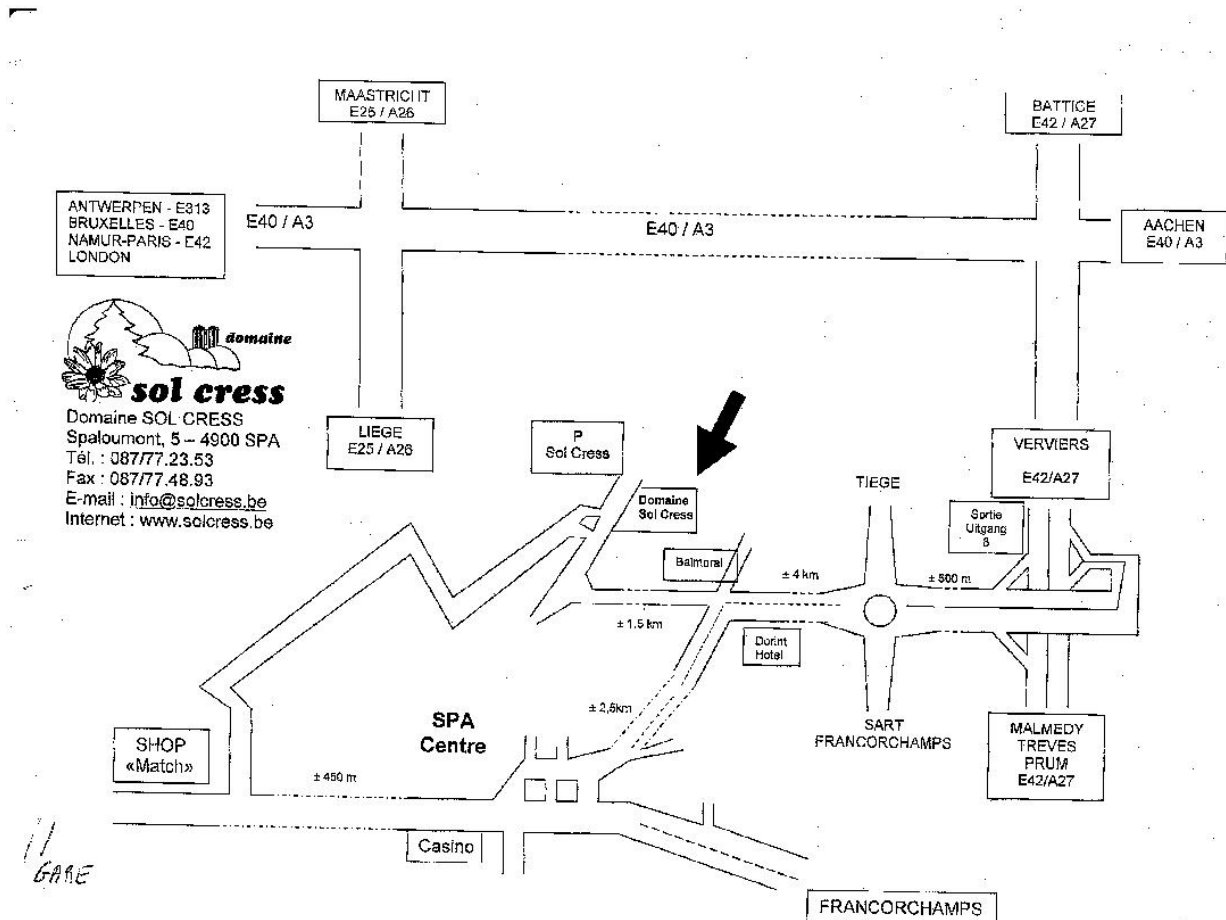 MAASTRICHT
E25 / A26
BATTICE
E42 / A27
ANTWERPEN - E313
BRUXELLES - E40
NAMUR-PARIS - E42
LONDON
E40 / A3
E40 / A3
AACHEN
E40 / A3
domaine
sol cress
Domaine SOL CRESS
Spaloumont, 5 – 4900 SPA
Tél. : 087/77.23.53
Fax : 087/77.48.93
E-mail : info@solcress.be
Internet : www.solcress.be
LIEGE
E25 / A26
P
Sol Cress
Domaine
Sol Cress
TIEGE
VERVIERS
E42/A27
Sortie
Uitgang
8
Balmoral
± 4 km
± 500 m
± 1.5 km
Dorint
Hotel
± 2,5km
SPA
Centre
SART
FRANCORCHAMPS
MALMEDY
TREVES
PRUM
E42/A27
SHOP
«Match»
± 450 m
Casino
GARE
FRANCORCHAMPS